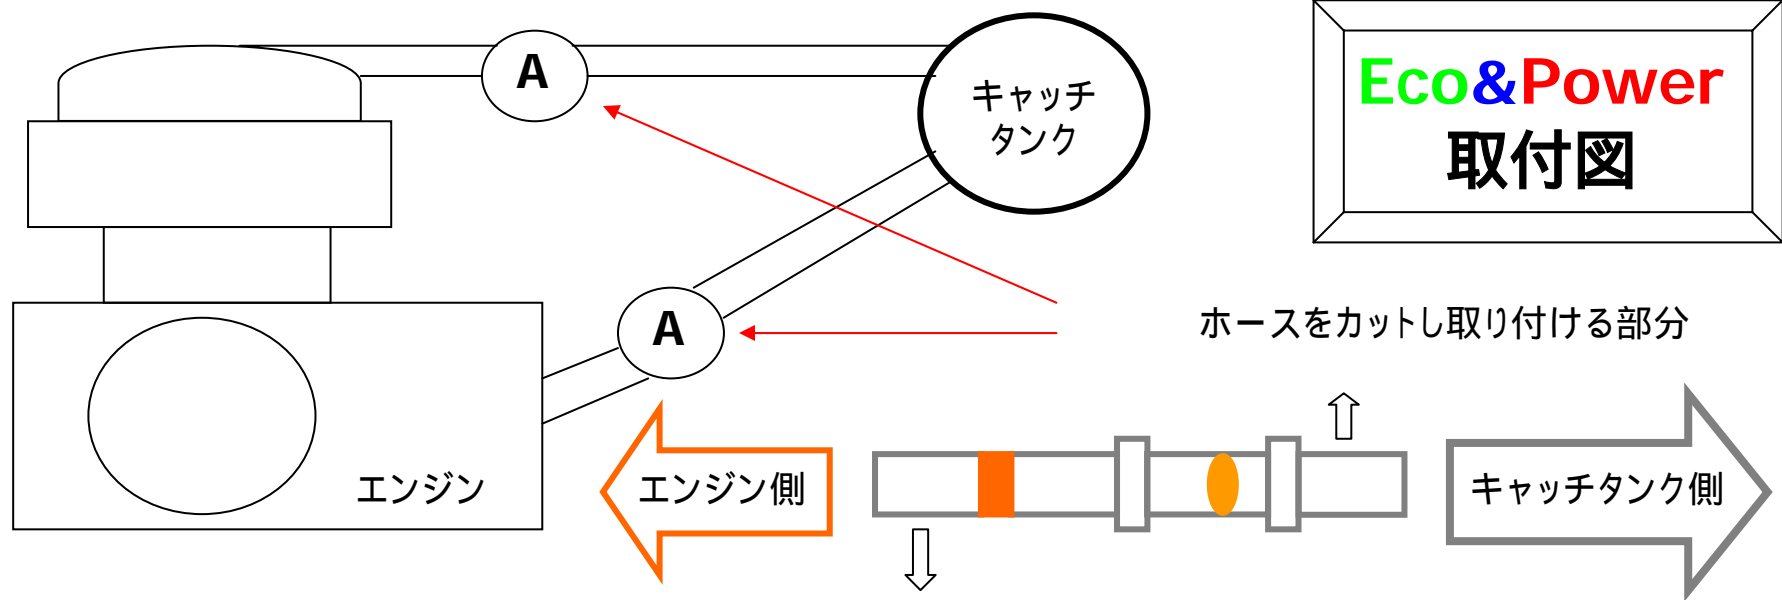 A
キャッチ
タンク
Eco&Power
取付図
A
ホースをカットし取り付ける部分
エンジン
エンジン側
キャッチタンク側